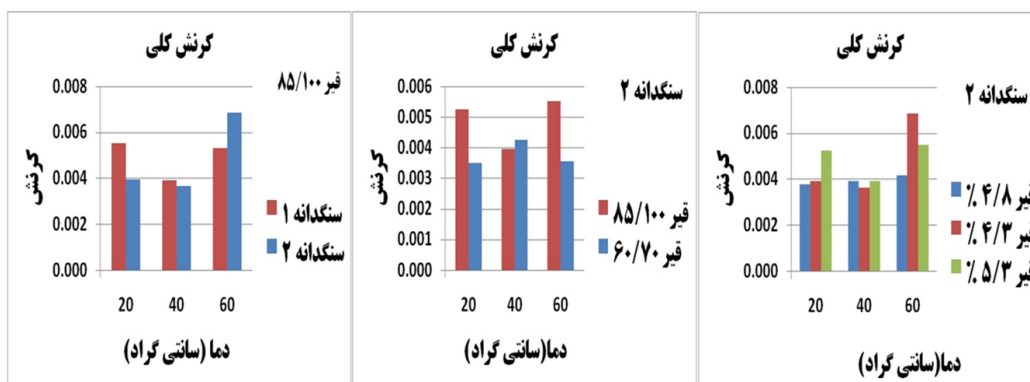 کرنش کلی
قیر ۸۵/۱۰۰
کرنش
0.008
0.006
0.004
0.002
0.000
20 40 60
دما (سانتی گراد)
سنگدانه ۱
سنگدانه ۲
کرنش کلی
سنگدانه ۲
کرنش
0.006
0.005
0.004
0.003
0.002
0.001
0.000
20 40 60
دما(سانتی گراد)
قیر ۸۵/۱۰۰
قیر ۶۰/۷۰
کرنش کلی
سنگدانه ۲
کرنش
0.008
0.006
0.004
0.002
0.000
20 40 60
دما(سانتی گراد)
قیر ۴/۸ %
قیر ۴/۳ %
قیر ۵/۳ %